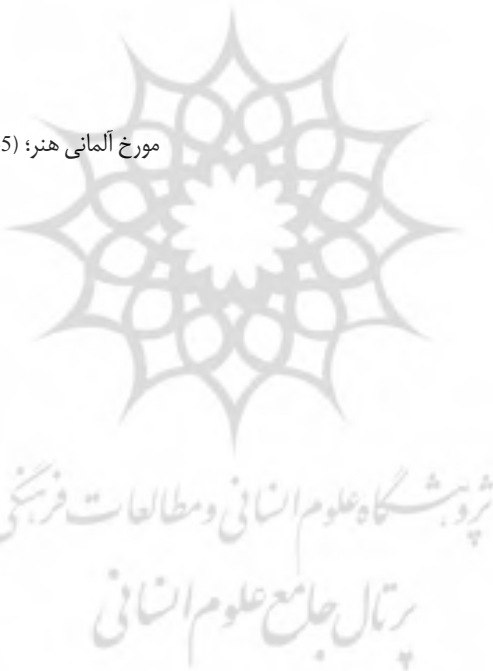 مورخ آلمانی هنر؛ (5
پژوهشگاه علوم انسانی و مطالعات فرهنگی
پرتال جامع علوم انسانی